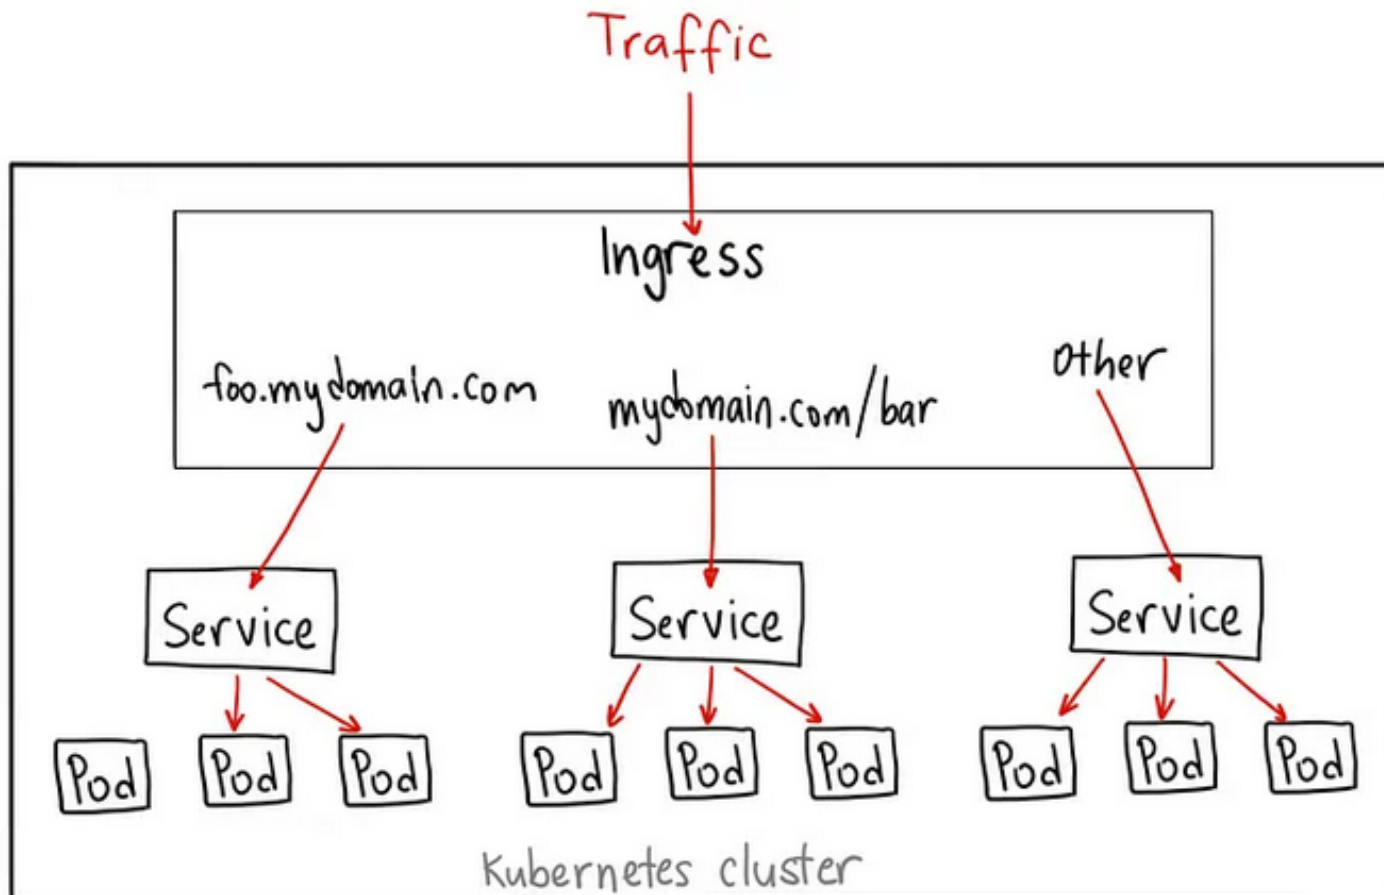 Traffic
Ingress
foo.mydomain.com
mydomain.com/bar
other
Service
Service
Service
Pod
Pod
Pod
Pod
Pod
Pod
Pod
Pod
Pod
Kubernetes cluster